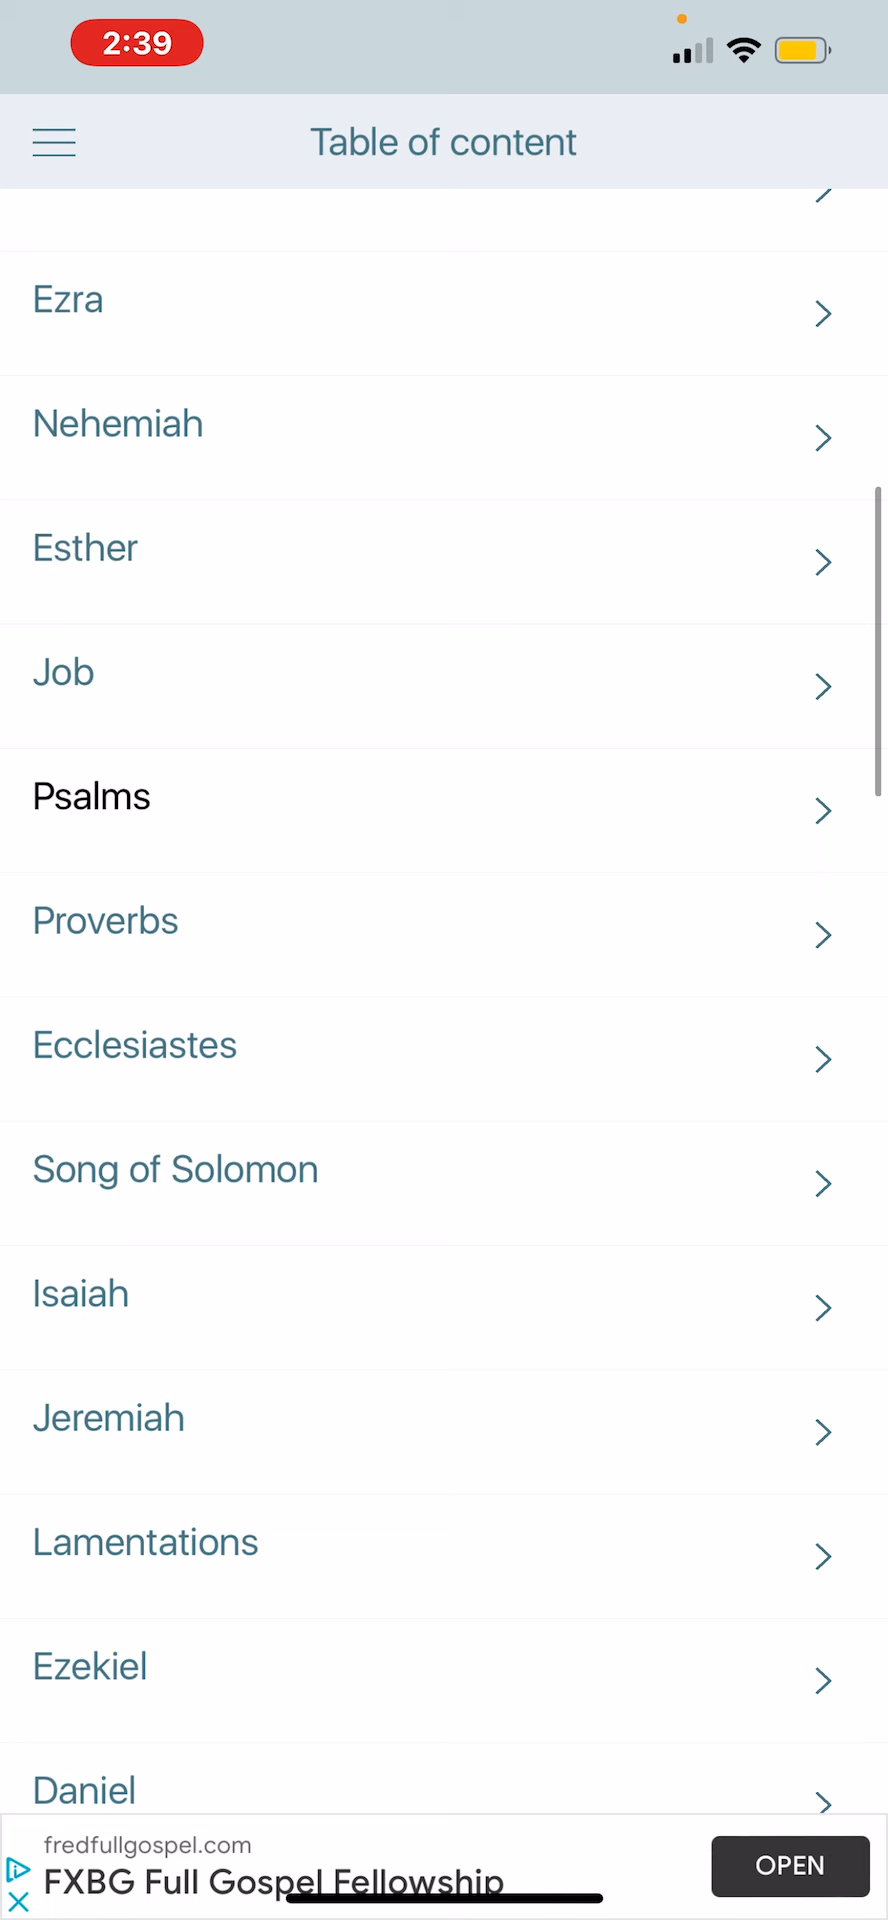 2:39
Table of content
Ezra
Nehemiah
Esther
Job
Psalms
Proverbs
Ecclesiastes
Song of Solomon
Isaiah
Jeremiah
Lamentations
Ezekiel
Daniel
fredfullgospel.com
FXBG Full Gospel Fellowship
OPEN